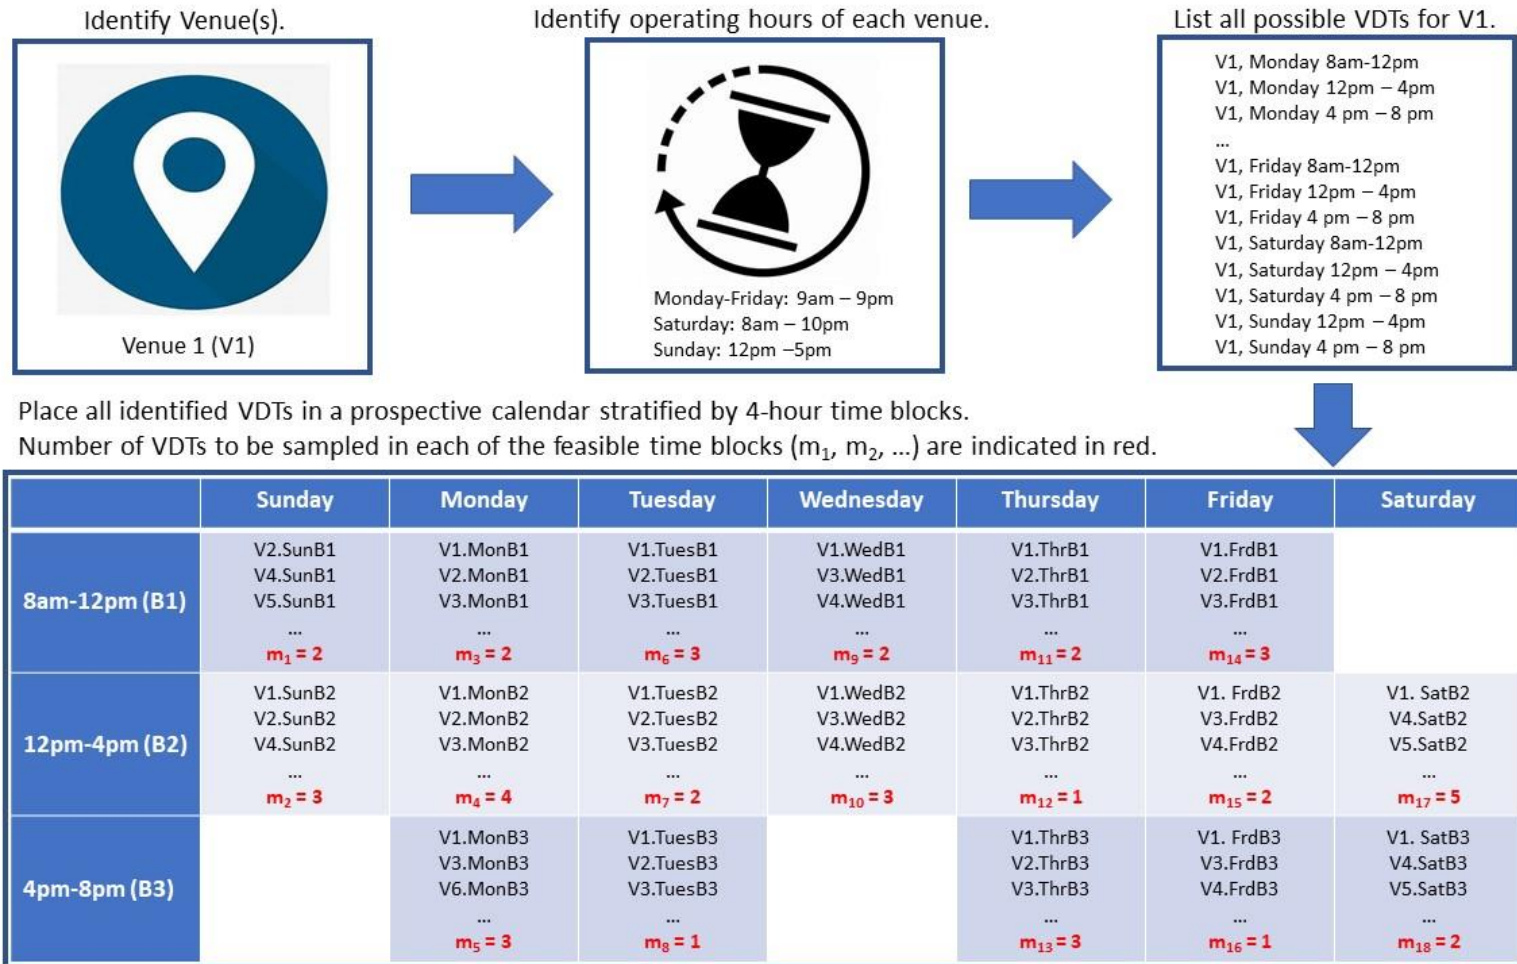 Identify Venue(s).
Venue 1 (V1)
Identify operating hours of each venue.
Monday-Friday: 9am – 9pm
Saturday: 8am – 10pm
Sunday: 12pm –5pm
List all possible VDTs for V1.
V1, Monday 8am-12pm
V1, Monday 12pm – 4pm
V1, Monday 4 pm – 8 pm
...
V1, Friday 8am-12pm
V1, Friday 12pm – 4pm
V1, Friday 4 pm – 8 pm
V1, Saturday 8am-12pm
V1, Saturday 12pm – 4pm
V1, Saturday 4 pm – 8 pm
V1, Sunday 12pm – 4pm
V1, Sunday 4 pm – 8 pm
Place all identified VDTs in a prospective calendar stratified by 4-hour time blocks.
Number of VDTs to be sampled in each of the feasible time blocks (m₁, m₂, ...) are indicated in red.
Sunday Monday Tuesday Wednesday Thursday Friday Saturday
8am-12pm (B1)
V2.SunB1 V1.MonB1 V1.TuesB1 V1.WedB1 V1.ThrB1 V1.FrdB1
V4.SunB1 V2.MonB1 V2.TuesB1 V3.WedB1 V2.ThrB1 V2.FrdB1
V5.SunB1 V3.MonB1 V3.TuesB1 V4.WedB1 V3.ThrB1 V3.FrdB1
... ... ... ... ... ...
m₁ = 2 m₃ = 2 m₆ = 3 m₉ = 2 m₁₁ = 2 m₁₄ = 3
12pm-4pm (B2)
V1.SunB2 V1.MonB2 V1.TuesB2 V1.WedB2 V1.ThrB2 V1. FrdB2 V1. SatB2
V2.SunB2 V2.MonB2 V2.TuesB2 V3.WedB2 V2.ThrB2 V3.FrdB2 V4.SatB2
V4.SunB2 V3.MonB2 V3.TuesB2 V4.WedB2 V3.ThrB2 V4.FrdB2 V5.SatB2
... ... ... ... ... ... ...
m₂ = 3 m₄ = 4 m₇ = 2 m₁₀ = 3 m₁₂ = 1 m₁₅ = 2 m₁₇ = 5
4pm-8pm (B3)
V1.MonB3 V1.TuesB3 V1.ThrB3 V1. FrdB3 V1. SatB3
V3.MonB3 V2.TuesB3 V2.ThrB3 V3.FrdB3 V4.SatB3
V6.MonB3 V3.TuesB3 V3.ThrB3 V4.FrdB3 V5.SatB3
... ... ... ... ...
m₅ = 3 m₈ = 1 m₁₃ = 3 m₁₆ = 1 m₁₈ = 2